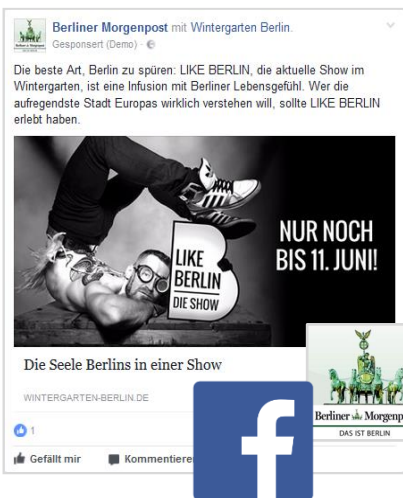 Berliner Morgenpost mit Wintergarten Berlin.
Gesponsert (Demo) ·
Die beste Art, Berlin zu spüren: LIKE BERLIN, die aktuelle Show im
Wintergarten, ist eine Infusion mit Berliner Lebensgefühl. Wer die
aufregendste Stadt Europas wirklich verstehen will, sollte LIKE BERLIN
erlebt haben.
LIKE
BERLIN
DIE SHOW
NUR NOCH
BIS 11. JUNI!
Die Seele Berlins in einer Show
WINTERGARTEN-BERLIN.DE
1
Gefällt mir
Kommentieren
Berliner Morgenp
DAS IST BERLIN
f